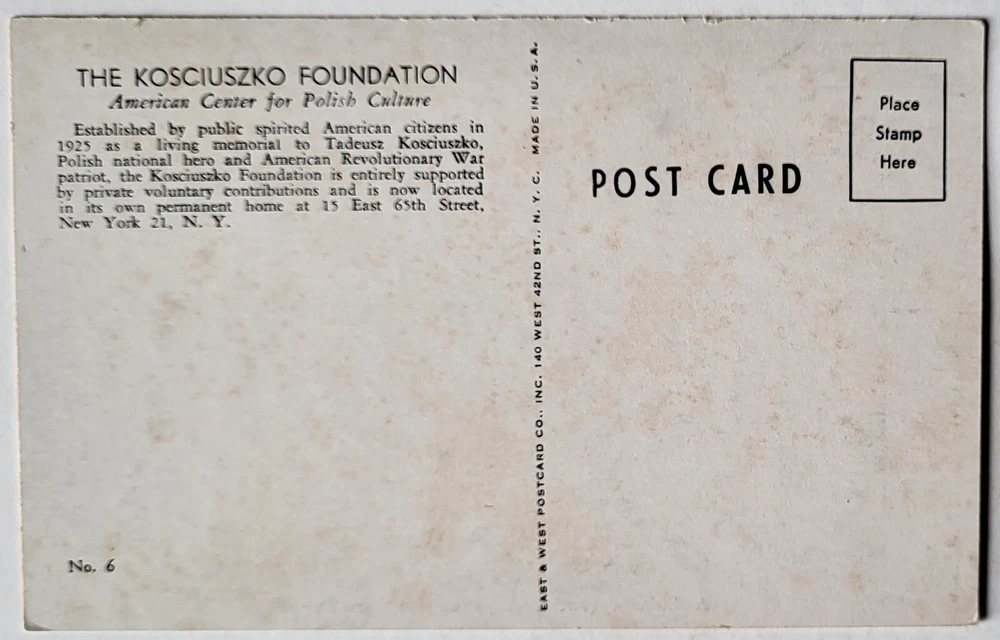 THE KOSCIUSZKO FOUNDATION
American Center for Polish Culture
Established by public spirited American citizens in
1925 as a living memorial to Tadeusz Kosciuszko,
Polish national hero and American Revolutionary War
patriot, the Kosciuszko Foundation is entirely supported
by private voluntary contributions and is now located
in its own permanent home at 15 East 65th Street,
New York 21, N. Y.
No. 6
EAST & WEST POSTCARD CO., INC. 140 WEST 42ND ST., N. Y. C. MADE IN U. S. A.
POST CARD
Place
Stamp
Here